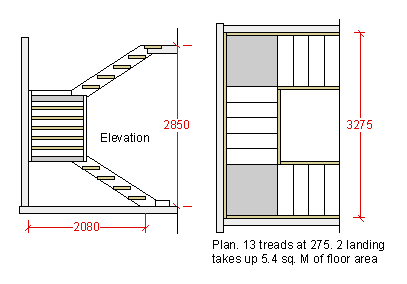 2850
3275
Elevation
2080
Plan. 13 treads at 275. 2 landing
takes up 5.4 sq. M of floor area